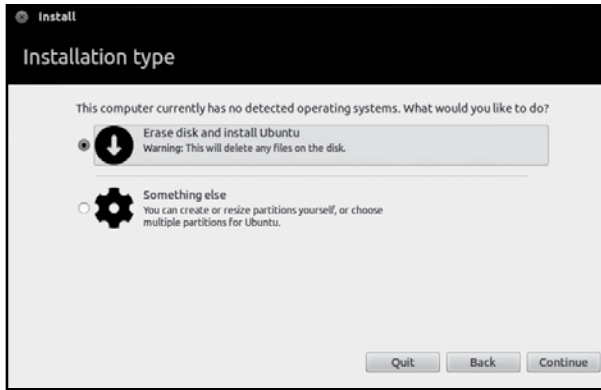 Install
Installation type
This computer currently has no detected operating systems. What would you like to do?
Erase disk and install Ubuntu
Warning: This will delete any files on the disk.
Something else
You can create or resize partitions yourself, or choose
multiple partitions for Ubuntu.
Quit
Back
Continue